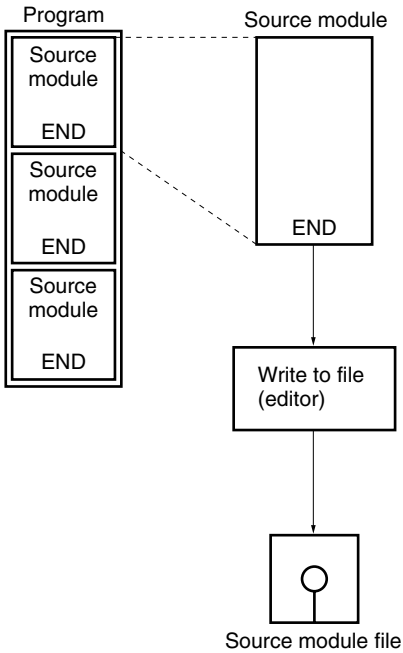 Program
Source
module
END
Source
module
END
Source
module
END
Source module
END
Write to file
(editor)
Source module file